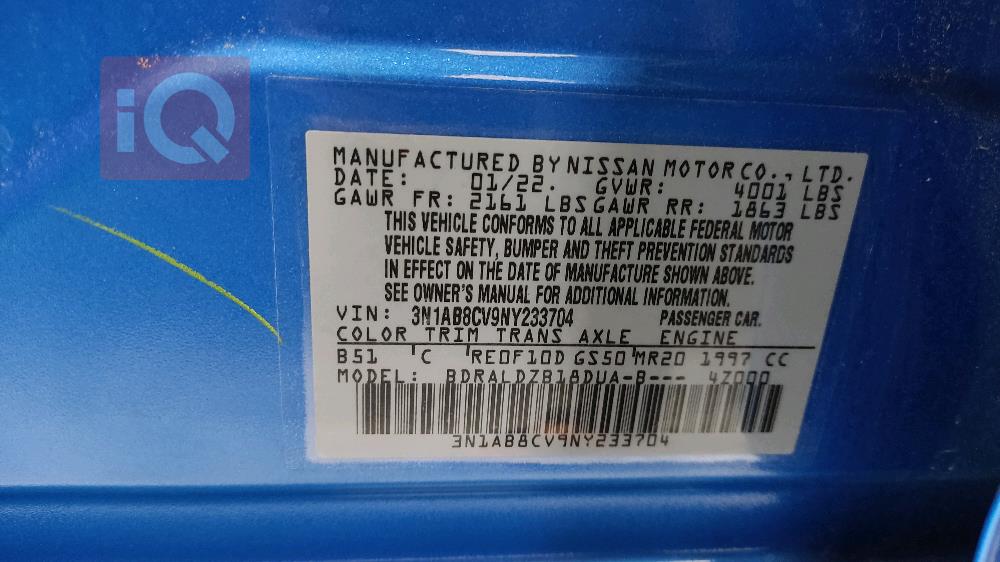 iQ
MANUFACTURED BY NISSAN MOTOR CO., LTD.
DATE: 01/22. GVWR: 4001 LBS
GAWR FR: 2161 LBS GAWR RR: 1863 LBS
THIS VEHICLE CONFORMS TO ALL APPLICABLE FEDERAL MOTOR
VEHICLE SAFETY, BUMPER AND THEFT PREVENTION STANDARDS
IN EFFECT ON THE DATE OF MANUFACTURE SHOWN ABOVE.
SEE OWNER'S MANUAL FOR ADDITIONAL INFORMATION.
VIN: 3N1AB8CV9NY233704 PASSENGER CAR.
COLOR TRIM TRANS AXLE ENGINE
B51 'C 'RE0F10D GS50'MR20 1997 CC
MODEL: BDRALDZB18DUA-B--- 4Z000
3N1AB8CV9NY233704